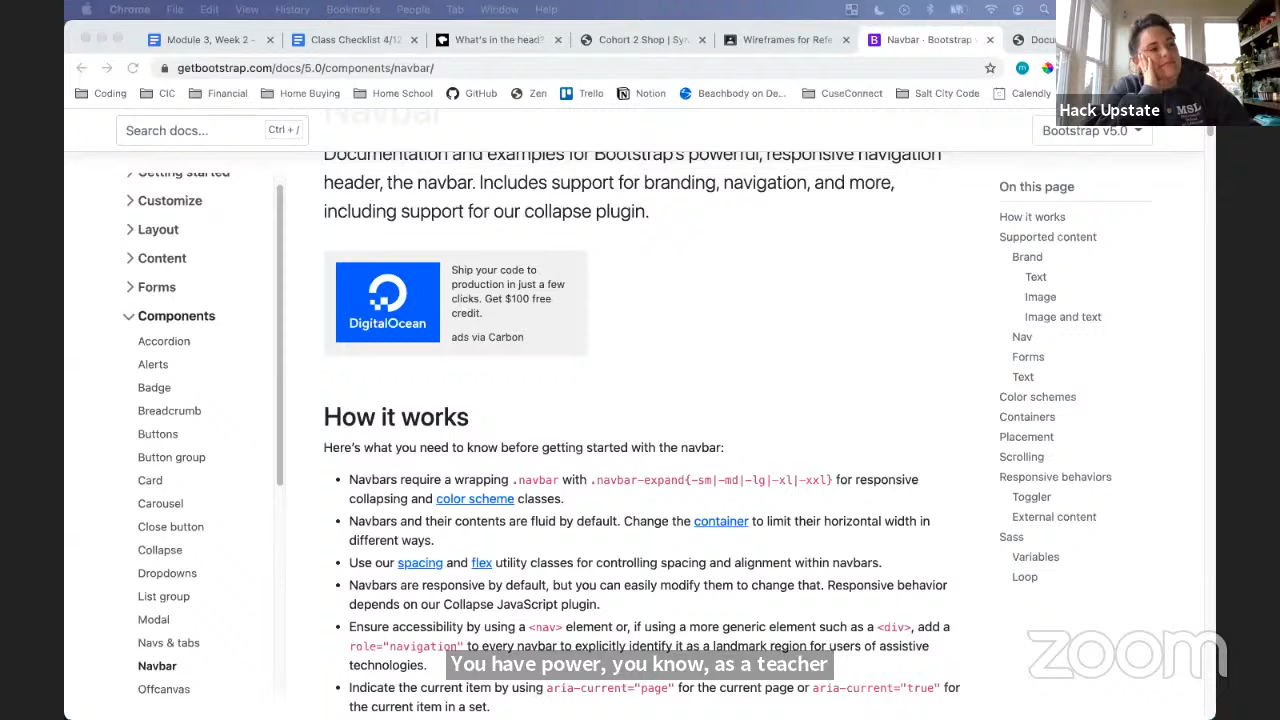 Chrome File Edit View History Bookmarks People Tab Window Help
Module 3, Week 2 -
Class Checklist 4/12
What's in the head?
Cohort 2 Shop | Syn
Wireframes for Refe
Navbar · Bootstrap
Docu
getbootstrap.com/docs/5.0/components/navbar/
Coding CIC Financial Home Buying Home School GitHub Zen Trello Notion Beachbody on De... CuseConnect Salt City Code Calendly
Hack Upstate
MSL
Search docs... Ctrl + /
Bootstrap v5.0
Getting started
Customize
Layout
Content
Forms
Components
Accordion
Alerts
Badge
Breadcrumb
Buttons
Button group
Card
Carousel
Close button
Collapse
Dropdowns
List group
Modal
Navs & tabs
Navbar
Offcanvas
Documentation and examples for Bootstrap's powerful, responsive navigation
header, the navbar. Includes support for branding, navigation, and more,
including support for our collapse plugin.
DigitalOcean
Ship your code to
production in just a few
clicks. Get $100 free
credit.
ads via Carbon
How it works
Here's what you need to know before getting started with the navbar:
• Navbars require a wrapping .navbar with .navbar-expand{-sm|-md|-lg|-xl|-xxl} for responsive
collapsing and color scheme classes.
• Navbars and their contents are fluid by default. Change the container to limit their horizontal width in
different ways.
• Use our spacing and flex utility classes for controlling spacing and alignment within navbars.
• Navbars are responsive by default, but you can easily modify them to change that. Responsive behavior
depends on our Collapse JavaScript plugin.
• Ensure accessibility by using a <nav> element or, if using a more generic element such as a <div>, add a
role="navigation" to every navbar to explicitly identify it as a landmark region for users of assistive
technologies.
• Indicate the current item by using aria-current="page" for the current page or aria-current="true" for
the current item in a set.
On this page
How it works
Supported content
Brand
Text
Image
Image and text
Nav
Forms
Text
Color schemes
Containers
Placement
Scrolling
Responsive behaviors
Toggler
External content
Sass
Variables
Loop
You have power, you know, as a teacher
zoom